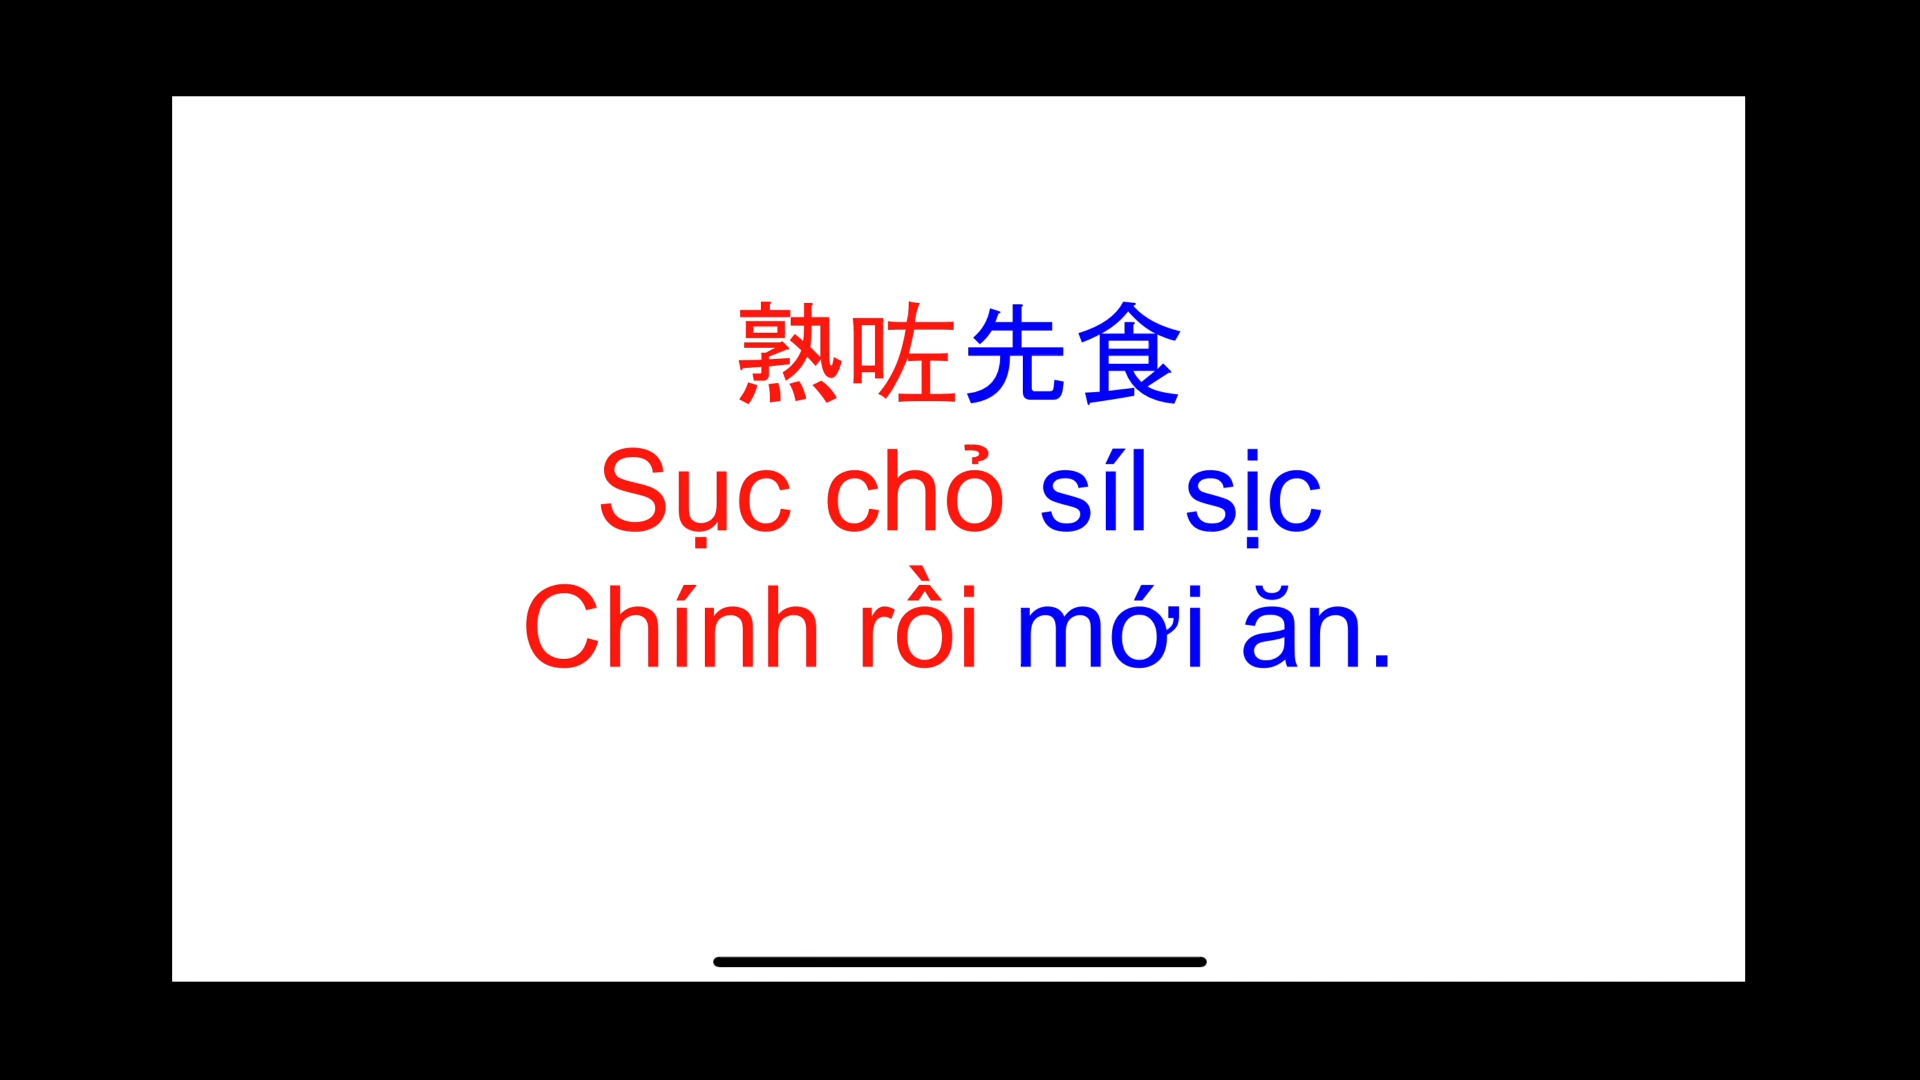 熟咗先食
Sục chỏ síl sịc
Chính rồi mới ăn.